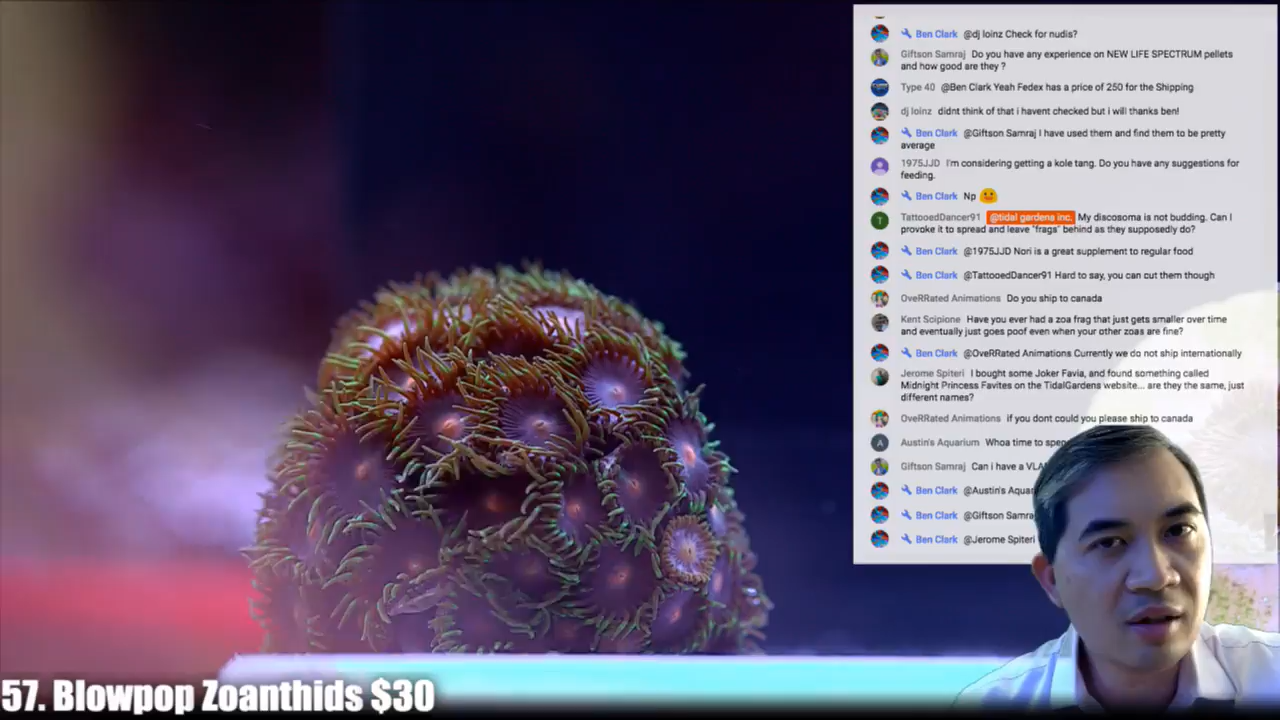 Ben Clark @dj loinz Check for nudis?
Giftson Samraj Do you have any experience on NEW LIFE SPECTRUM pellets
and how good are they ?
Type 40 @Ben Clark Yeah Fedex has a price of 250 for the Shipping
dj loinz didnt think of that i havent checked but i will thanks ben!
Ben Clark @Giftson Samraj I have used them and find them to be pretty
average
1975JJD I'm considering getting a kole tang. Do you have any suggestions for
feeding.
Ben Clark Np
T
TattooedDancer91 @tidal gardens inc. My discosoma is not budding. Can I
provoke it to spread and leave "frags" behind as they supposedly do?
Ben Clark @1975JJD Nori is a great supplement to regular food
Ben Clark @TattooedDancer91 Hard to say, you can cut them though
OveRRated Animations Do you ship to canada
Kent Scipione Have you ever had a zoa frag that just gets smaller over time
and eventually just goes poof even when your other zoas are fine?
Ben Clark @OveRRated Animations Currently we do not ship internationally
Jerome Spiteri I bought some Joker Favia, and found something called
Midnight Princess Favites on the TidalGardens website... are they the same, just
different names?
OveRRated Animations if you dont could you please ship to canada
A
Austin's Aquarium Whoa time to
Giftson Samraj Can i have a
Ben Clark
Ben Clark
Ben Clark @Jerome Spiteri
57. Blowpop Zoanthids $30